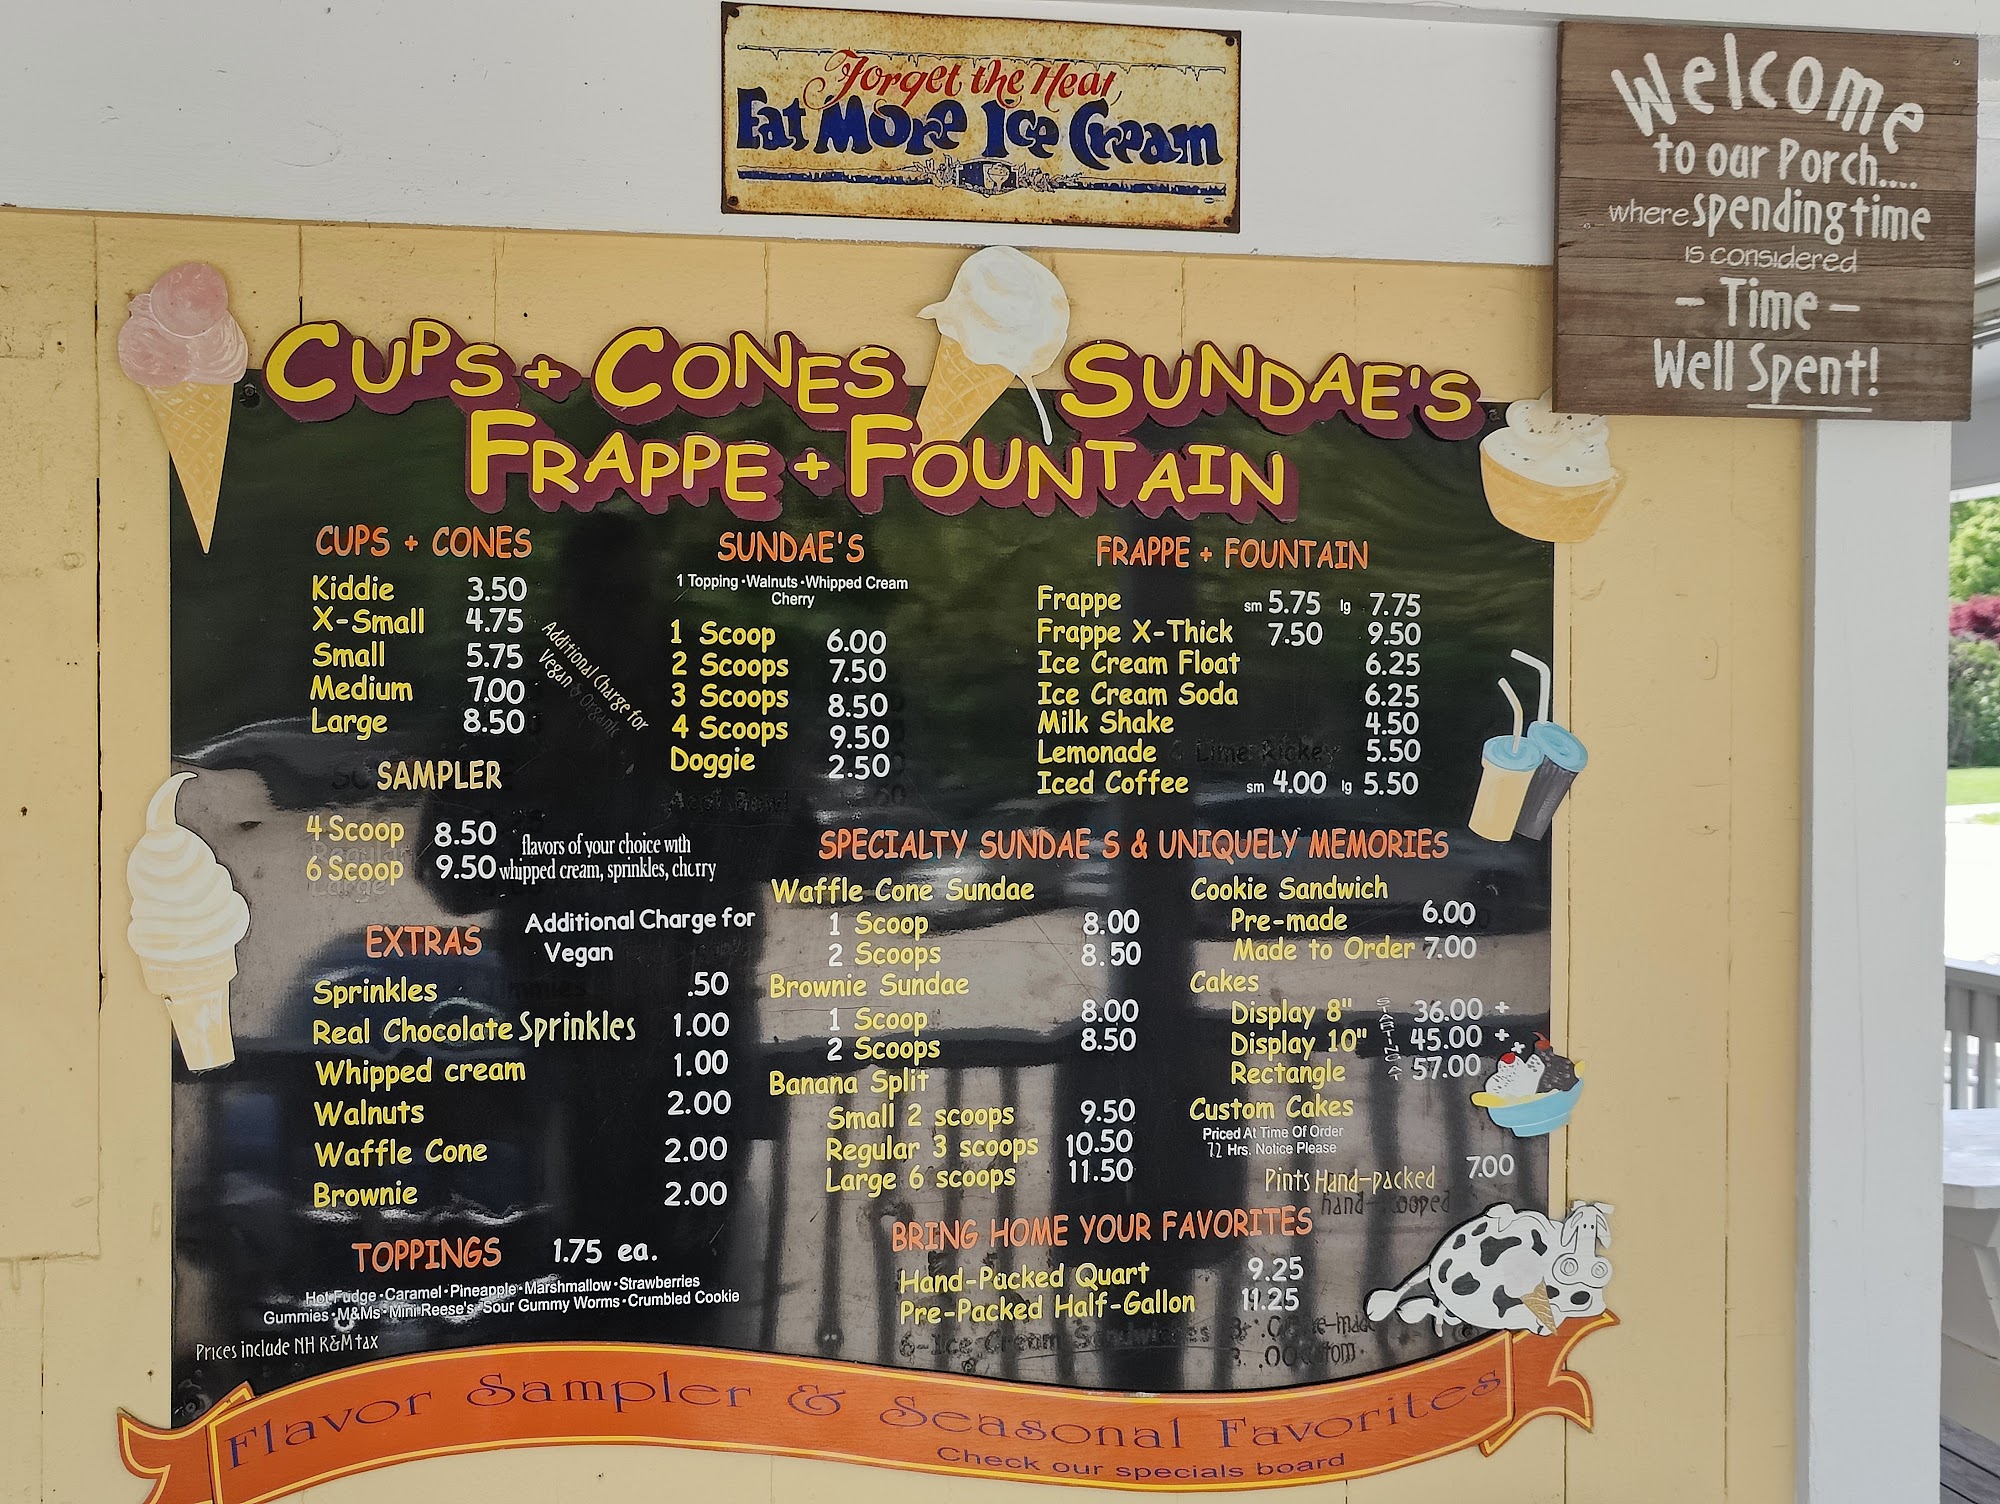 Forget the Heat
Eat More Ice Cream
Welcome
to our Porch....
where spending time
is considered
- Time -
Well Spent!
CUPS + CONES
SUNDAE'S
FRAPPE + FOUNTAIN
CUPS + CONES
Kiddie 3.50
X-Small 4.75
Small 5.75
Medium 7.00
Large 8.50
Additional Charge for
Vegan & Organic
SAMPLER
4 Scoop 8.50 flavors of your choice with
6 Scoop 9.50 whipped cream, sprinkles, cherry
EXTRAS
Additional Charge for
Vegan
Sprinkles .50
Real Chocolate Sprinkles 1.00
Whipped cream 1.00
Walnuts 2.00
Waffle Cone 2.00
Brownie 2.00
TOPPINGS 1.75 ea.
Hot Fudge • Caramel • Pineapple • Marshmallow • Strawberries
Gummies • M&Ms • Mini Reese's • Sour Gummy Worms • Crumbled Cookie
Prices include NH R&M tax
SUNDAE'S
1 Topping • Walnuts • Whipped Cream
Cherry
1 Scoop 6.00
2 Scoops 7.50
3 Scoops 8.50
4 Scoops 9.50
Doggie 2.50
FRAPPE + FOUNTAIN
Frappe sm 5.75 lg 7.75
Frappe X-Thick 7.50 9.50
Ice Cream Float 6.25
Ice Cream Soda 6.25
Milk Shake 4.50
Lemonade Lime Rickey 5.50
Iced Coffee sm 4.00 lg 5.50
SPECIALTY SUNDAE S & UNIQUELY MEMORIES
Waffle Cone Sundae
1 Scoop 8.00
2 Scoops 8.50
Brownie Sundae
1 Scoop 8.00
2 Scoops 8.50
Banana Split
Small 2 scoops 9.50
Regular 3 scoops 10.50
Large 6 scoops 11.50
Cookie Sandwich
Pre-made 6.00
Made to Order 7.00
Cakes
STARTING AT
Display 8" 36.00 +
Display 10" 45.00 +
Rectangle 57.00 +
Custom Cakes
Priced At Time Of Order
72 Hrs. Notice Please
Pints Hand-packed 7.00
BRING HOME YOUR FAVORITES
Hand-Packed Quart 9.25
Pre-Packed Half-Gallon 11.25
6-Ice Cream Sandwiches
Flavor Sampler & Seasonal Favorites
Check our specials board